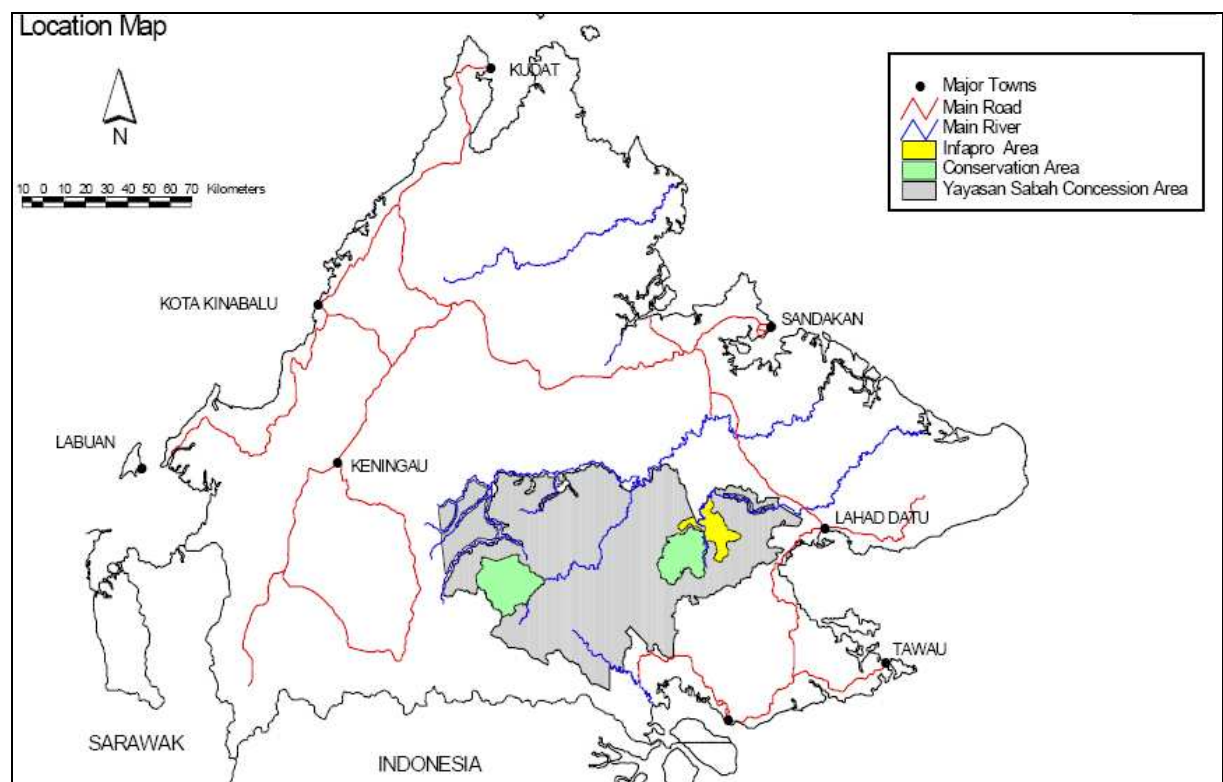 Location Map
N
10 0 10 20 30 40 50 60 70 Kilometers
Major Towns
Main Road
Main River
Infapro Area
Conservation Area
Yayasan Sabah Concession Area
KUDAT
KOTA KINABALU
SANDAKAN
LABUAN
KENINGAU
LAHAD DATU
TAWAU
SARAWAK
INDONESIA